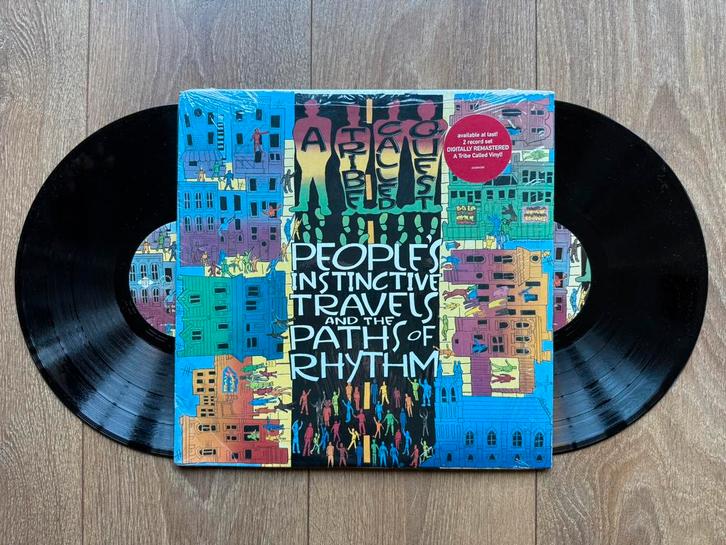 A TRIBE CALLED QUEST
available at last!
2 record set
DIGITALLY REMASTERED
A Tribe Called Vinyl!
PEOPLE'S
INSTINCTIVE
TRAVELS
AND THE
PATHS OF
RHYTHM